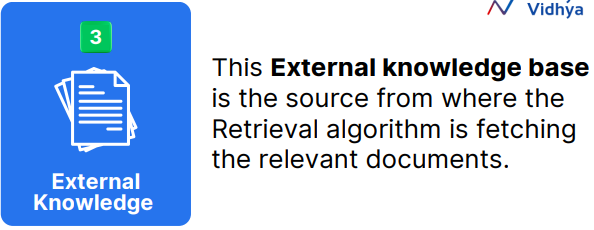 Vidhya
3
External
Knowledge
This External knowledge base
is the source from where the
Retrieval algorithm is fetching
the relevant documents.